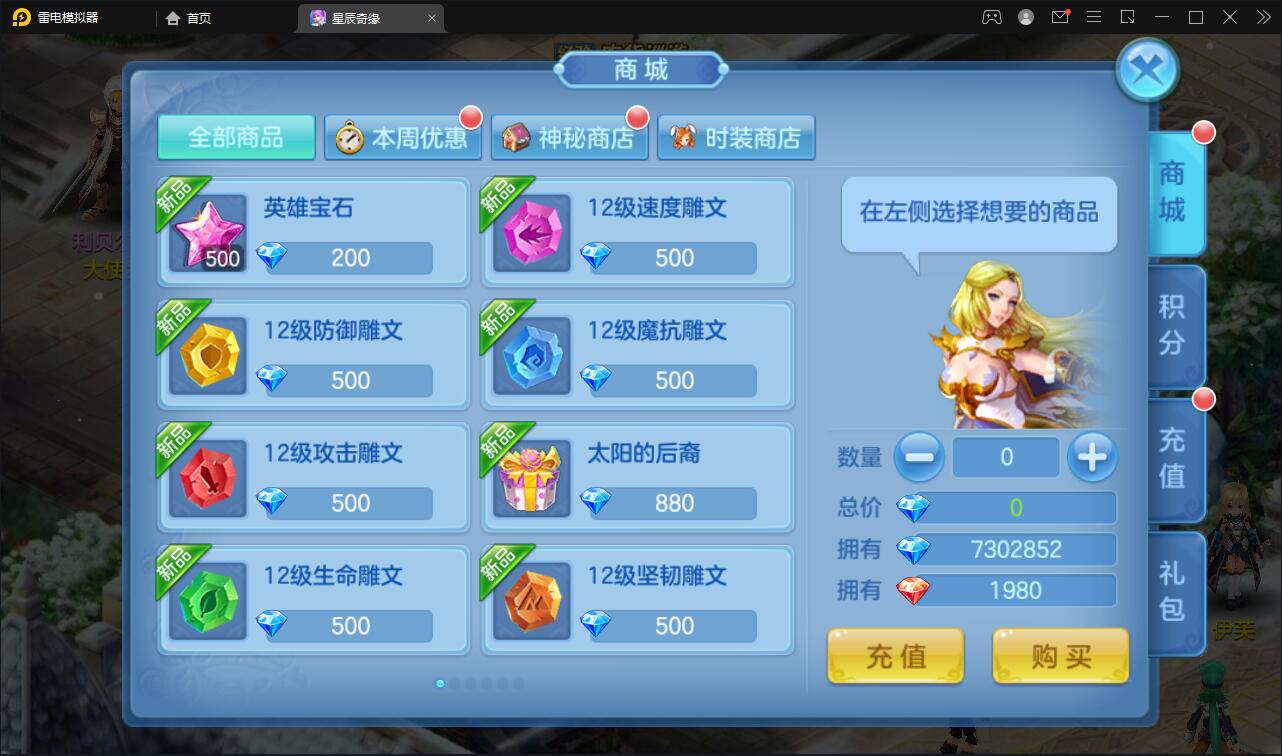 雷电模拟器
首页
星辰奇缘
商城
全部商品
本周优惠
神秘商店
时装商店
新品
英雄宝石
500
200
新品
12级速度雕文
500
新品
12级防御雕文
500
新品
12级魔抗雕文
500
新品
12级攻击雕文
500
新品
太阳的后裔
880
新品
12级生命雕文
500
新品
12级坚韧雕文
500
在左侧选择想要的商品
数量
0
总价
0
拥有
7302852
拥有
1980
充值
购买
商城
积分
充值
礼包
利贝
大使
伊芙